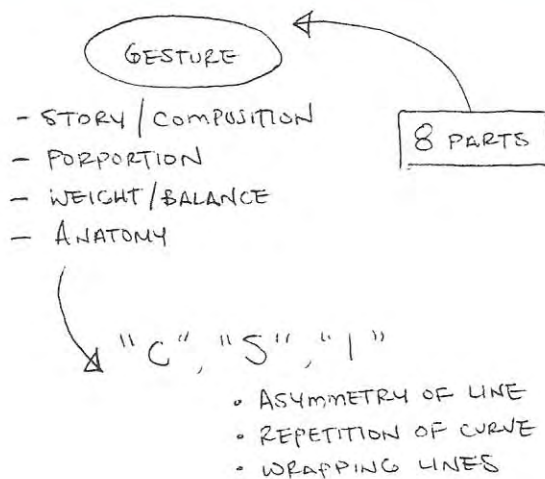 GESTURE
- STORY/COMPOSITION
- PORPORTION
- WEIGHT/BALANCE
- ANATOMY
8 PARTS
"C", "S", "I"
• ASYMMETRY OF LINE
• REPETITION OF CURVE
• WRAPPING LINES